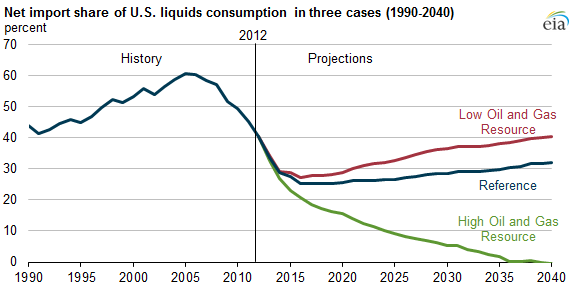 Net import share of U.S. liquids consumption in three cases (1990-2040)
percent
eia
2012
History
Projections
70
60
50
40
30
20
10
0
Low Oil and Gas
Resource
Reference
High Oil and Gas
Resource
1990
1995
2000
2005
2010
2015
2020
2025
2030
2035
2040